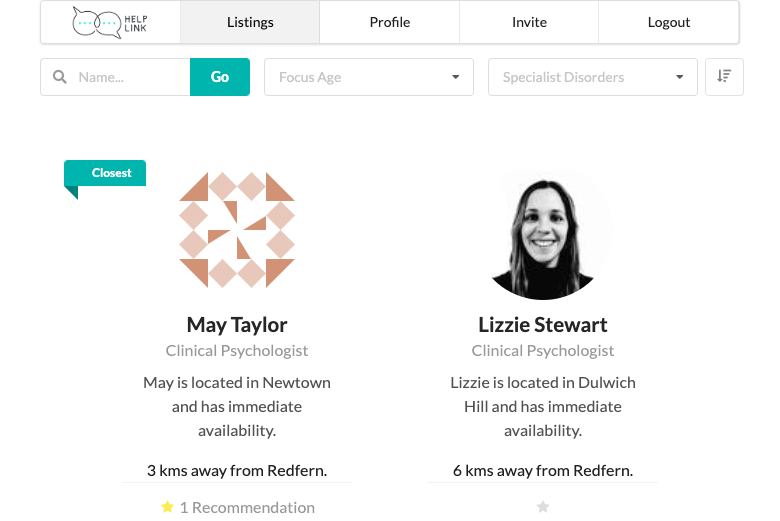 HELP
LINK
Listings
Profile
Invite
Logout
Name...
Go
Focus Age
Specialist Disorders
Closest
May Taylor
Clinical Psychologist
May is located in Newtown
and has immediate
availability.
3 kms away from Redfern.
1 Recommendation
Lizzie Stewart
Clinical Psychologist
Lizzie is located in Dulwich
Hill and has immediate
availability.
6 kms away from Redfern.